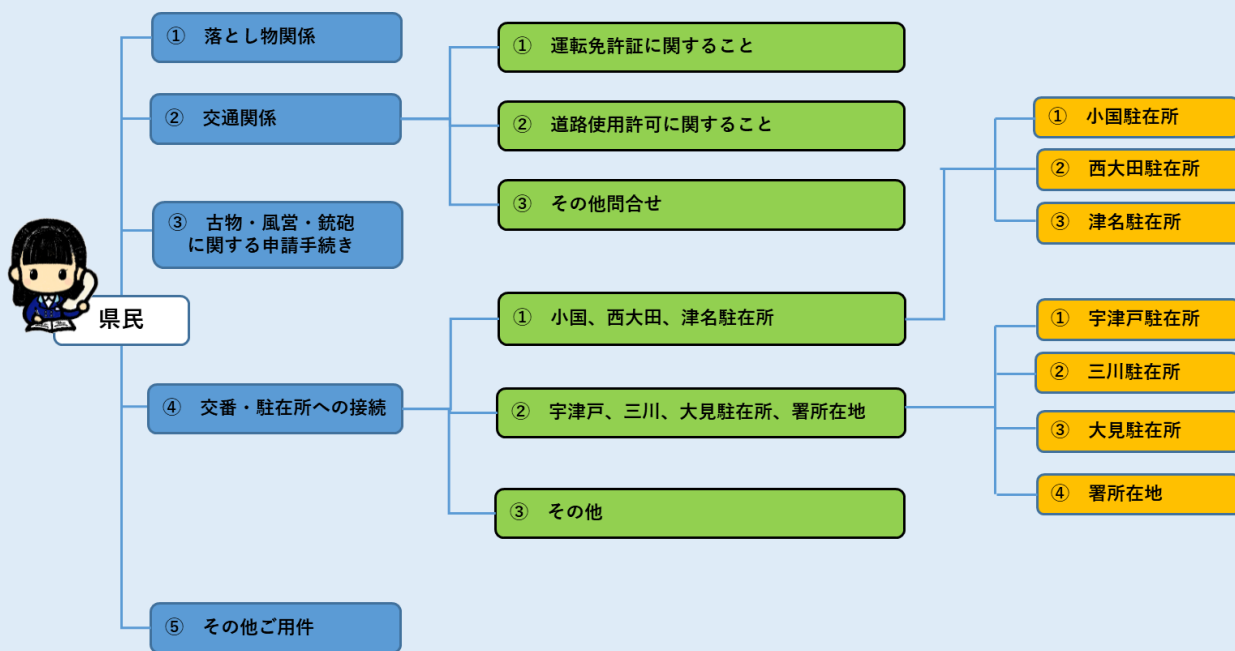 県民
① 落とし物関係
② 交通関係
③ 古物・風営・銃砲
に関する申請手続き
④ 交番・駐在所への接続
⑤ その他ご用件
① 運転免許証に関すること
② 道路使用許可に関すること
③ その他問合せ
① 小国、西大田、津名駐在所
② 宇津戸、三川、大見駐在所、署所在地
③ その他
① 小国駐在所
② 西大田駐在所
③ 津名駐在所
① 宇津戸駐在所
② 三川駐在所
③ 大見駐在所
④ 署所在地